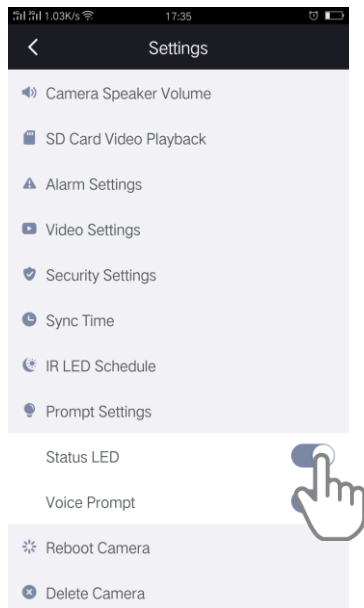 1.03K/s 17:35
Settings
Camera Speaker Volume
SD Card Video Playback
Alarm Settings
Video Settings
Security Settings
Sync Time
IR LED Schedule
Prompt Settings
Status LED
Voice Prompt
Reboot Camera
Delete Camera